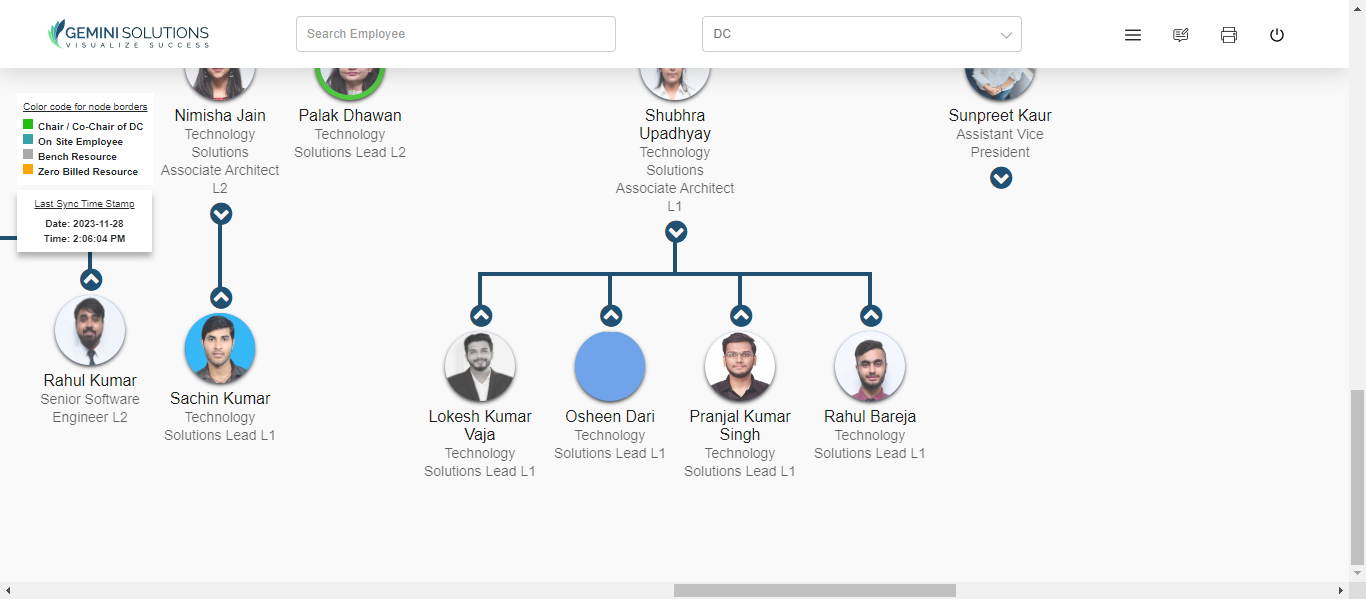 GEMINI SOLUTIONS
VISUALIZE SUCCESS
Search Employee
DC
Color code for node borders
Chair / Co-Chair of DC
On Site Employee
Bench Resource
Zero Billed Resource
Last Sync Time Stamp
Date: 2023-11-28
Time: 2:06:04 PM
Nimisha Jain
Technology
Solutions
Associate Architect
L2
Palak Dhawan
Technology
Solutions Lead L2
Shubhra
Upadhyay
Technology
Solutions
Associate Architect
L1
Sunpreet Kaur
Assistant Vice
President
Rahul Kumar
Senior Software
Engineer L2
Sachin Kumar
Technology
Solutions Lead L1
Lokesh Kumar
Vaja
Technology
Solutions Lead L1
Osheen Dari
Technology
Solutions Lead L1
Pranjal Kumar
Singh
Technology
Solutions Lead L1
Rahul Bareja
Technology
Solutions Lead L1